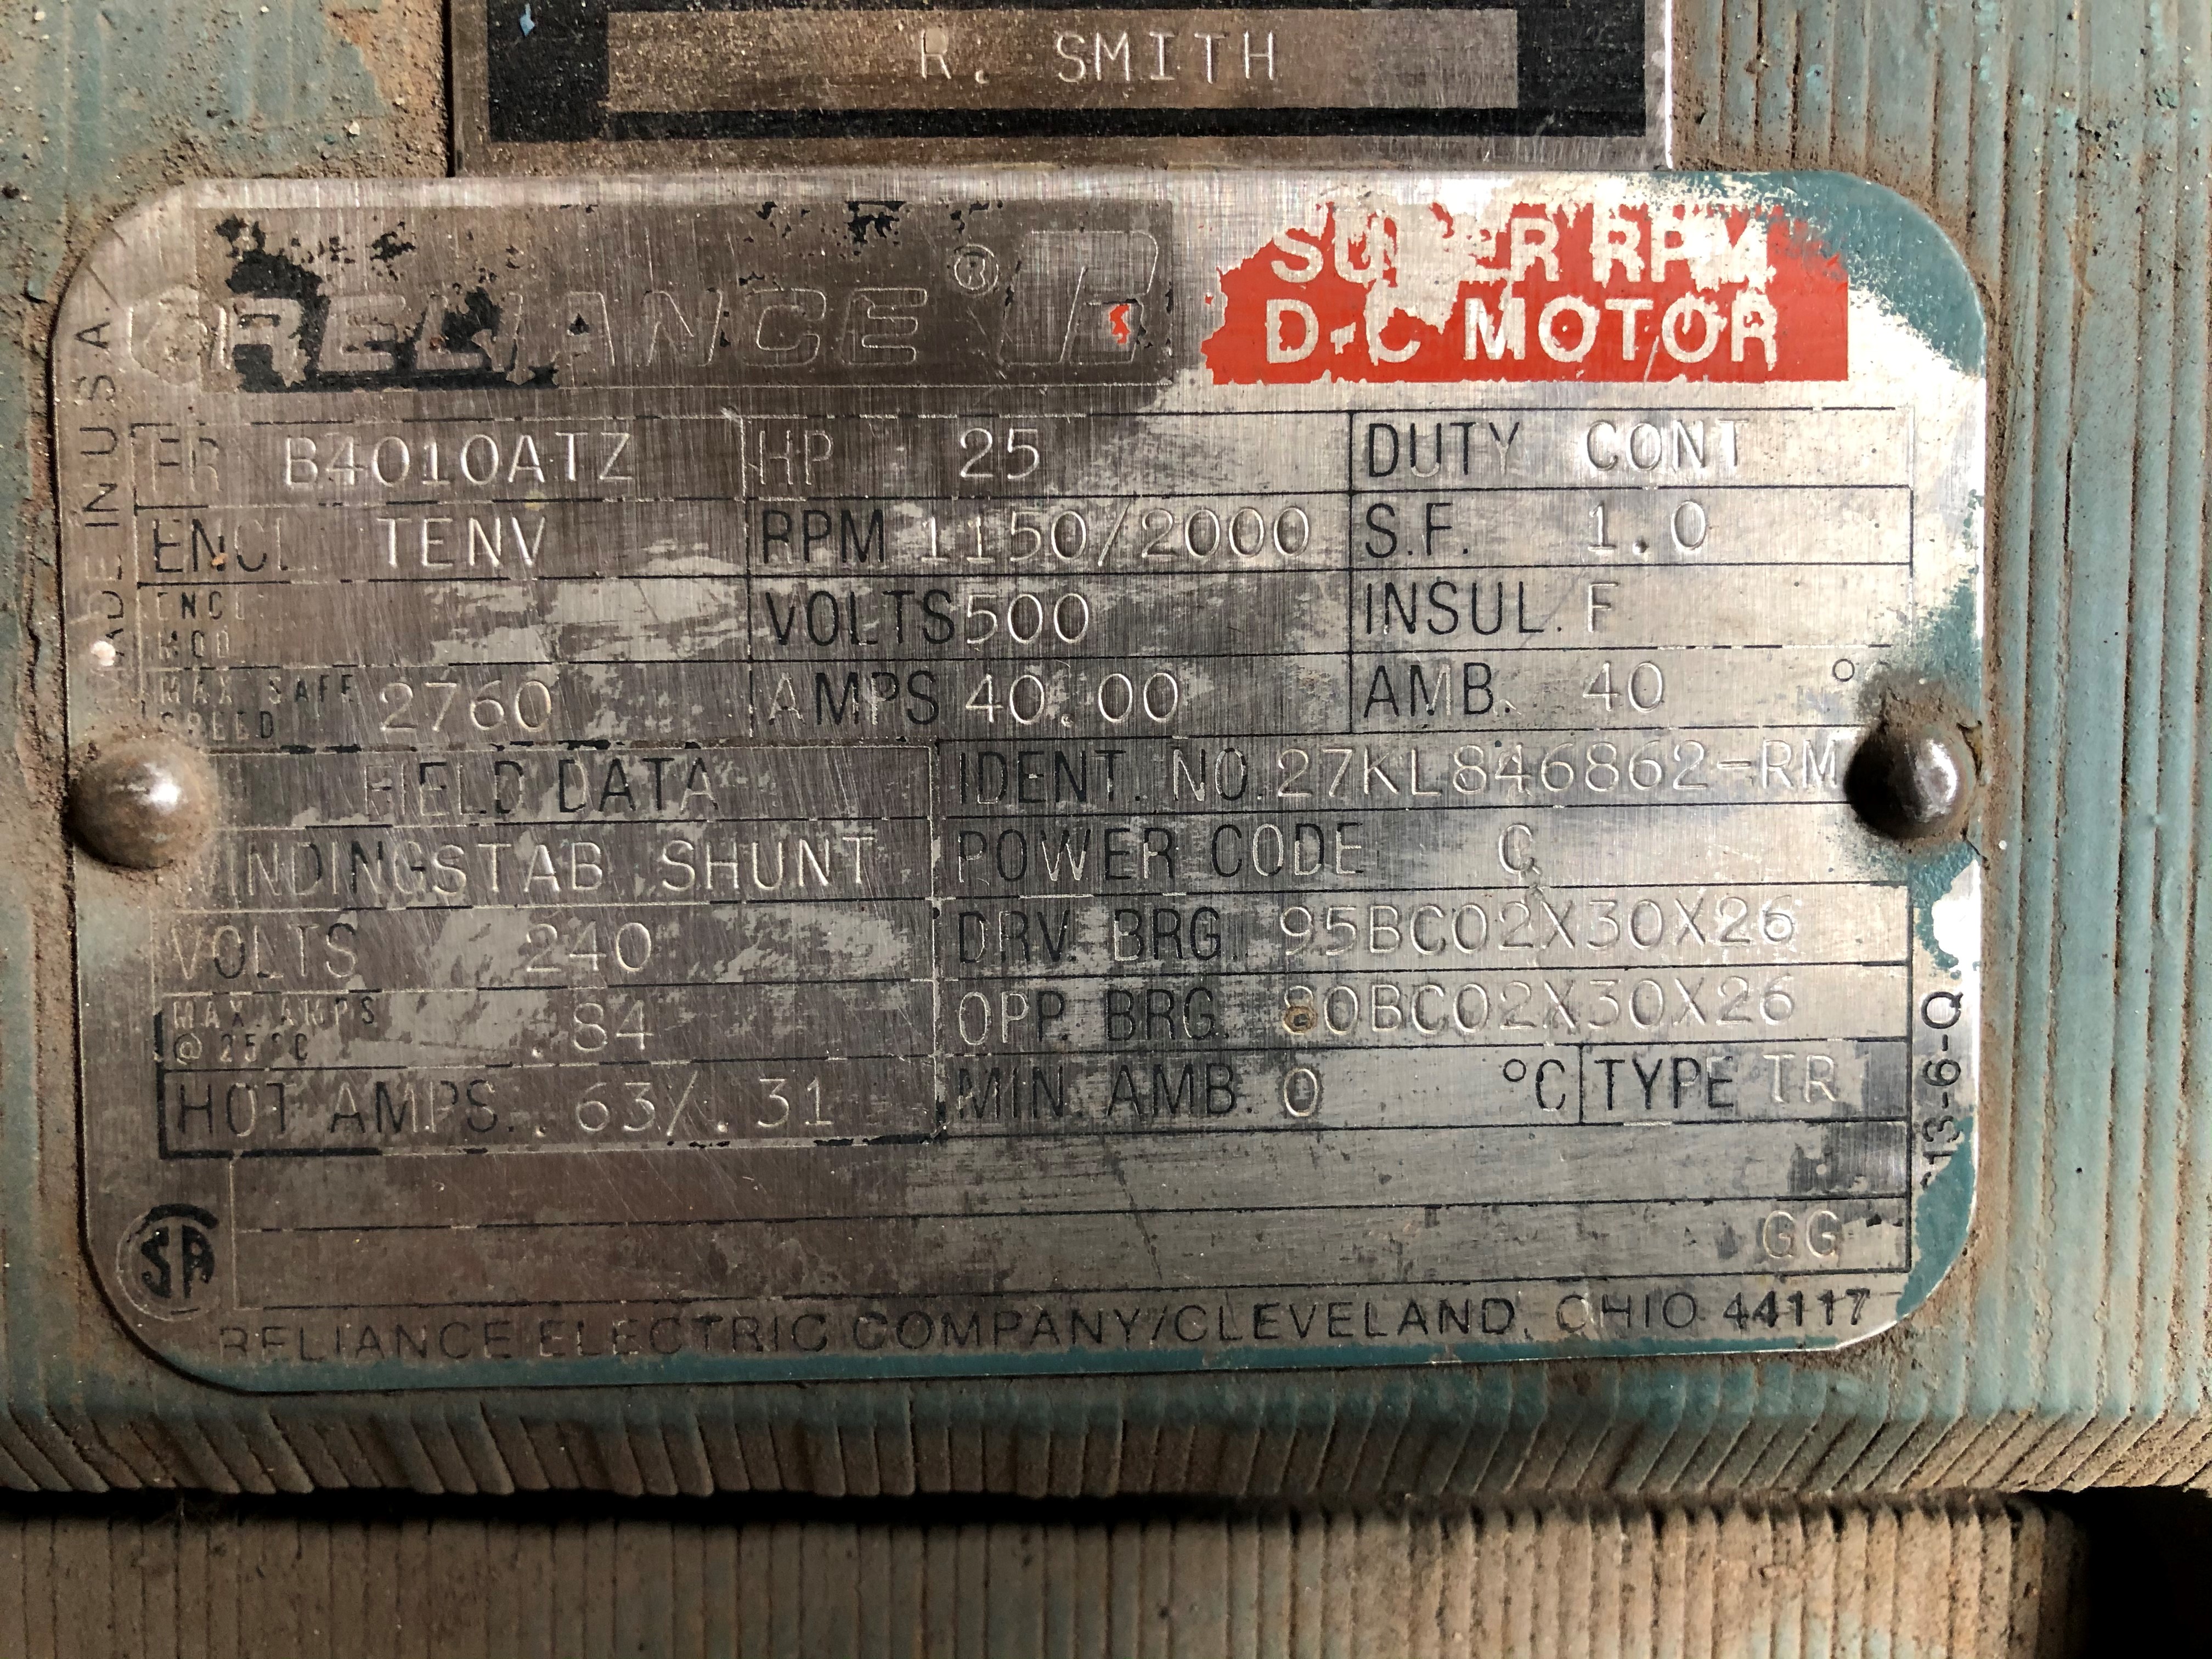 R. SMITH
RELIANCE ® SUPER RPM
D-C MOTOR
MADE IN U.S.A.
FR B4010ATZ HP 25 DUTY CONT
ENCL TENV RPM 1150/2000 S.F. 1.0
ENCL MOD VOLTS 500 INSUL. F
MAX SAFE SPEED 2760 AMPS 40.00 AMB. 40 °
FIELD DATA IDENT. NO. 27KL846862-RM
WINDING STAB SHUNT POWER CODE C
VOLTS 240 DRV. BRG. 95BC02X30X26
MAX. AMPS @ 25°C .84 OPP. BRG. 80BC02X30X26
HOT AMPS. .63/.31 MIN. AMB. 0 °C TYPE TR
GG
SA
RELIANCE ELECTRIC COMPANY/CLEVELAND, OHIO 44117